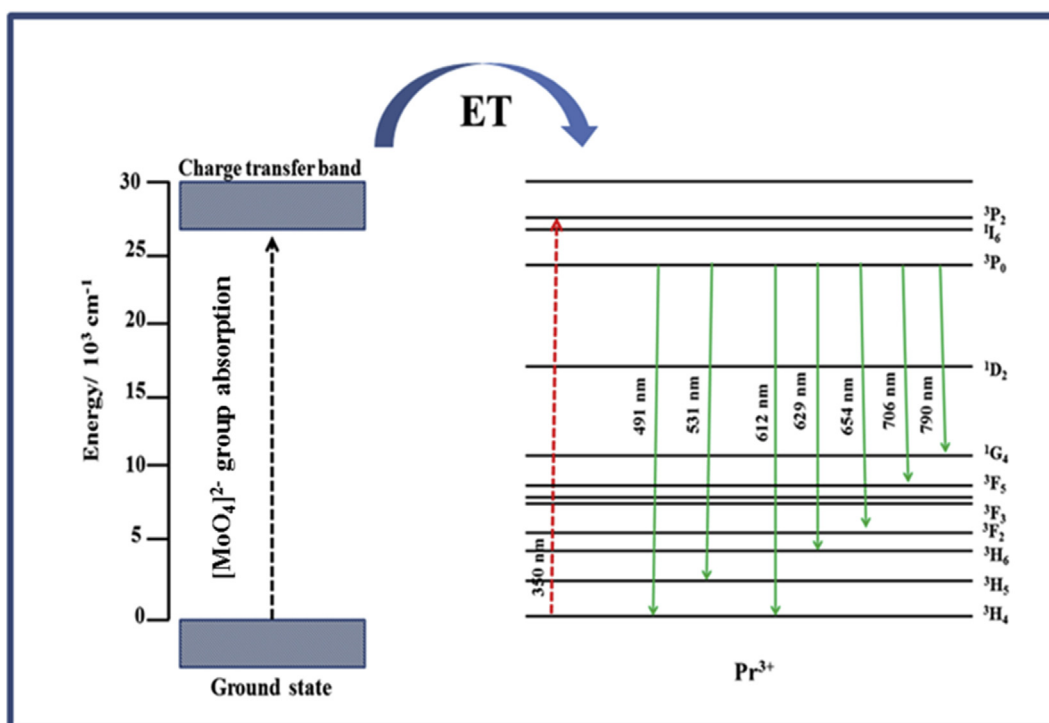 ET
Charge transfer band
30
25
20
15
10
5
0
Energy/ 10³ cm⁻¹
[MoO₄]²⁻ group absorption
Ground state
³P₂
¹I₆
³P₀
¹D₂
¹G₄
³F₅
³F₃
³F₂
³H₆
³H₅
³H₄
350 nm
491 nm
531 nm
612 nm
629 nm
654 nm
706 nm
790 nm
Pr³⁺